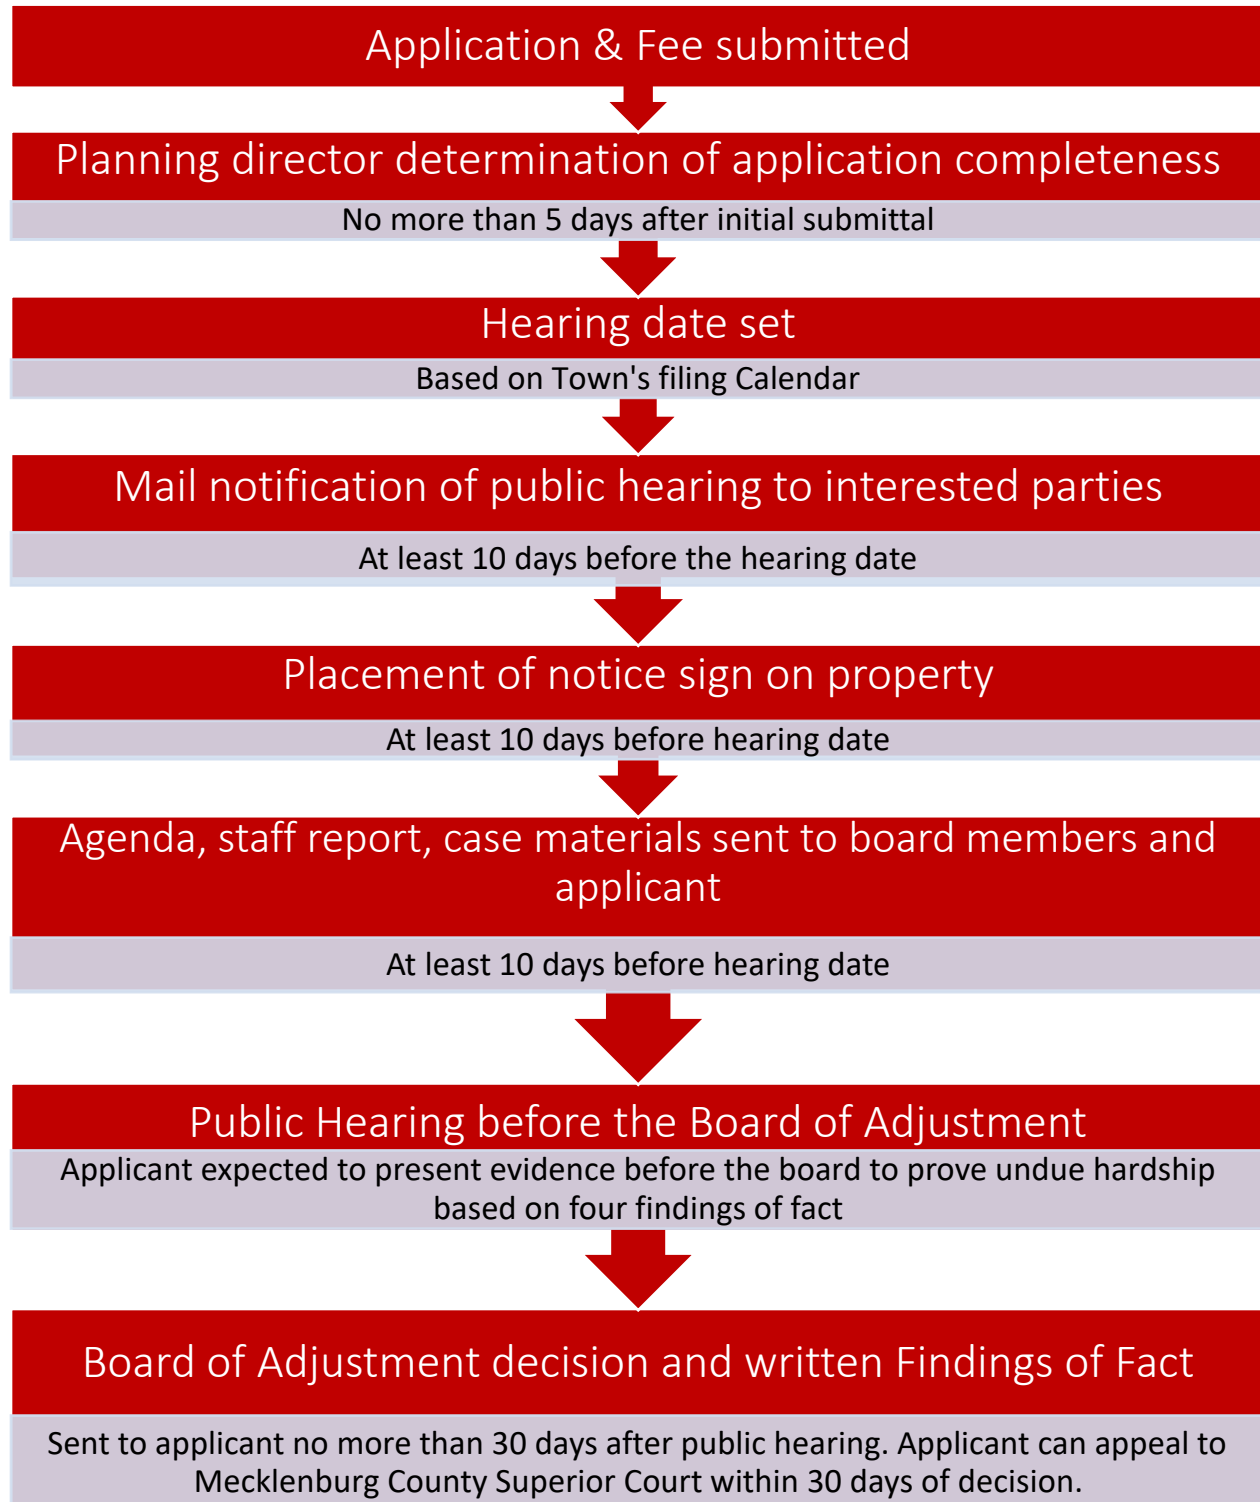 Application & Fee submitted
Planning director determination of application completeness
No more than 5 days after initial submittal
Hearing date set
Based on Town's filing Calendar
Mail notification of public hearing to interested parties
At least 10 days before the hearing date
Placement of notice sign on property
At least 10 days before hearing date
Agenda, staff report, case materials sent to board members and
applicant
At least 10 days before hearing date
Public Hearing before the Board of Adjustment
Applicant expected to present evidence before the board to prove undue hardship
based on four findings of fact
Board of Adjustment decision and written Findings of Fact
Sent to applicant no more than 30 days after public hearing. Applicant can appeal to
Mecklenburg County Superior Court within 30 days of decision.